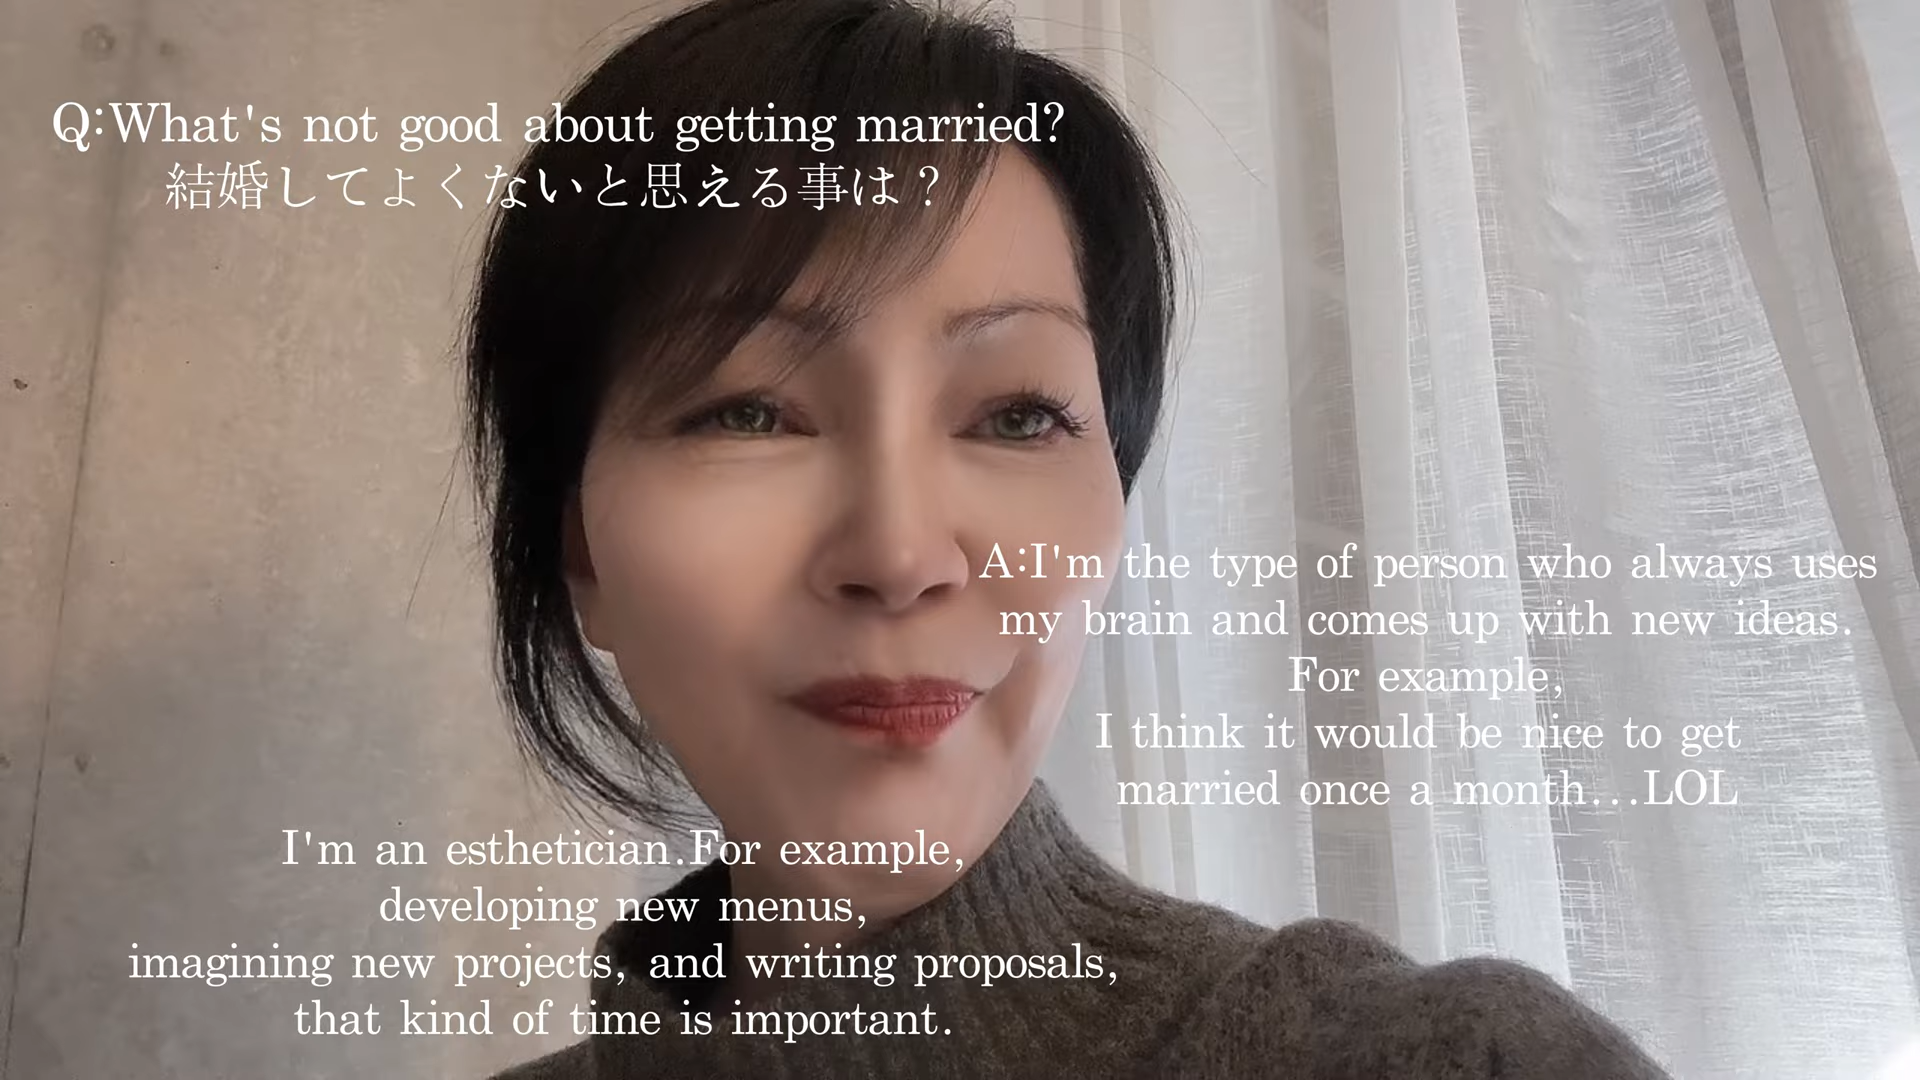 Q:What's not good about getting married?
結婚してよくないと思える事は？
A:I'm the type of person who always uses
my brain and comes up with new ideas.
For example,
I think it would be nice to get
married once a month...LOL
I'm an esthetician.For example,
developing new menus,
imagining new projects, and writing proposals,
that kind of time is important.